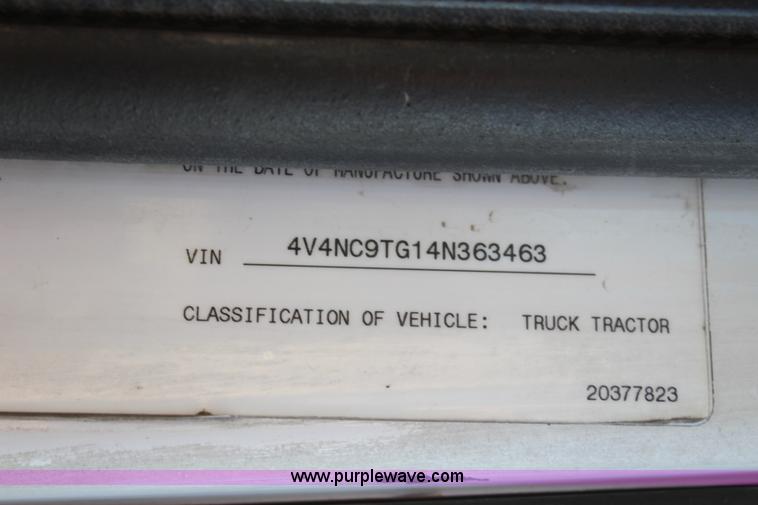 ON THE DATE OF MANUFACTURE SHOWN ABOVE.
VIN 4V4NC9TG14N363463
CLASSIFICATION OF VEHICLE: TRUCK TRACTOR
20377823
www.purplewave.com